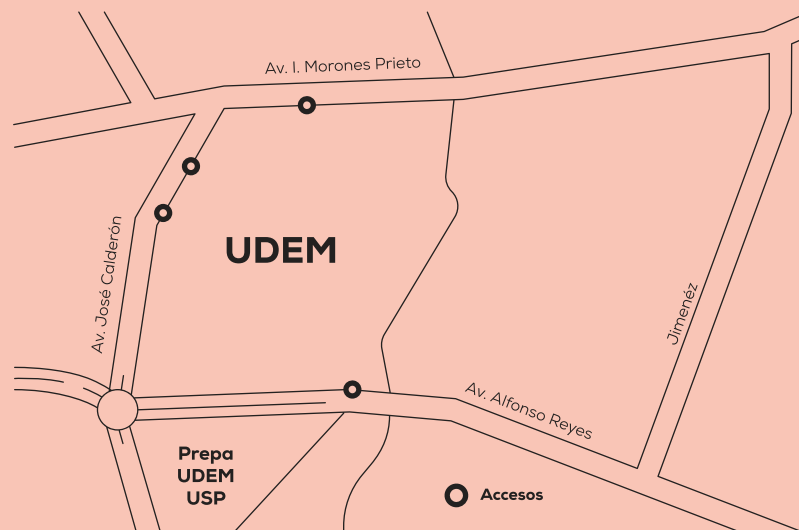 Av. I. Morones Prieto
Av. José Calderón
UDEM
Jimenéz
Av. Alfonso Reyes
Prepa
UDEM
USP
Accesos